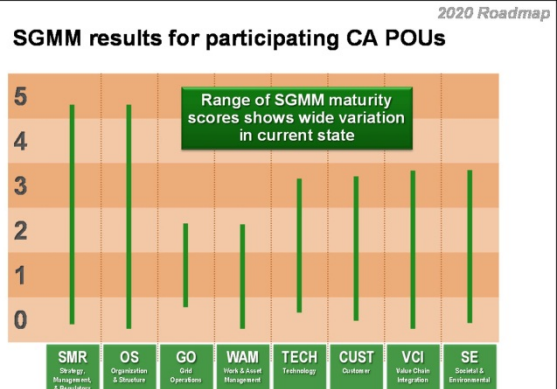 2020 Roadmap
SGMM results for participating CA POUs
Range of SGMM maturity
scores shows wide variation
in current state
5
4
3
2
1
0
SMR
Strategy,
Management,
& Regulatory
OS
Organization
& Structure
GO
Grid
Operations
WAM
Work & Asset
Management
TECH
Technology
CUST
Customer
VCI
Value Chain
Integration
SE
Societal &
Environmental